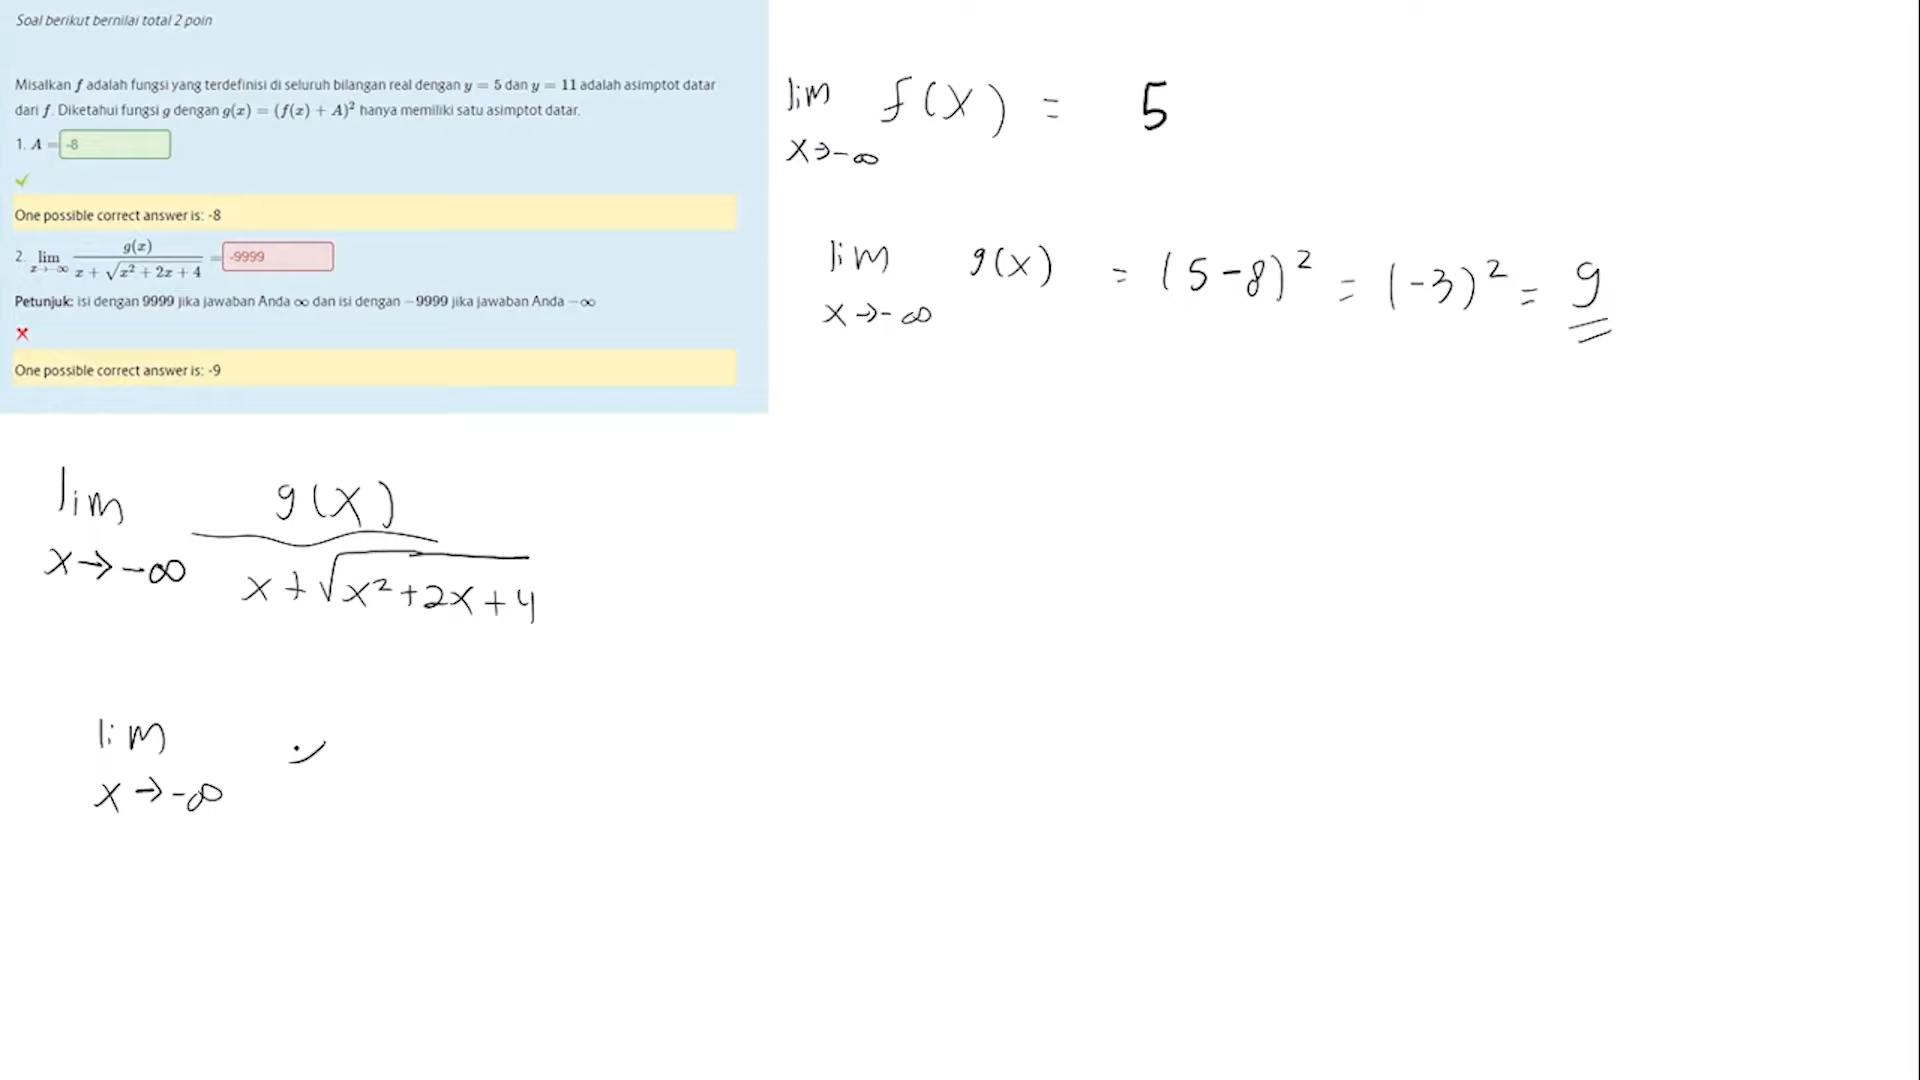 Soal berikut bernilai total 2 poin
Misalkan f adalah fungsi yang terdefinisi di seluruh bilangan real dengan y = 5 dan y = 11 adalah asimptot datar
dari f. Diketahui fungsi g dengan g(x) = (f(x) + A)² hanya memiliki satu asimptot datar.
1. A = -8
One possible correct answer is: -8
2. lim x→-∞ g(x) / x + √x² + 2x + 4 = -9999
Petunjuk: isi dengan 9999 jika jawaban Anda ∞ dan isi dengan −9999 jika jawaban Anda −∞
One possible correct answer is: -9
lim f(x) = 5
x→-∞
lim g(x) = (5-8)² = (-3)² = 9
x→-∞
lim g(x)
x→-∞ x+√x²+2x+4
lim
x→-∞